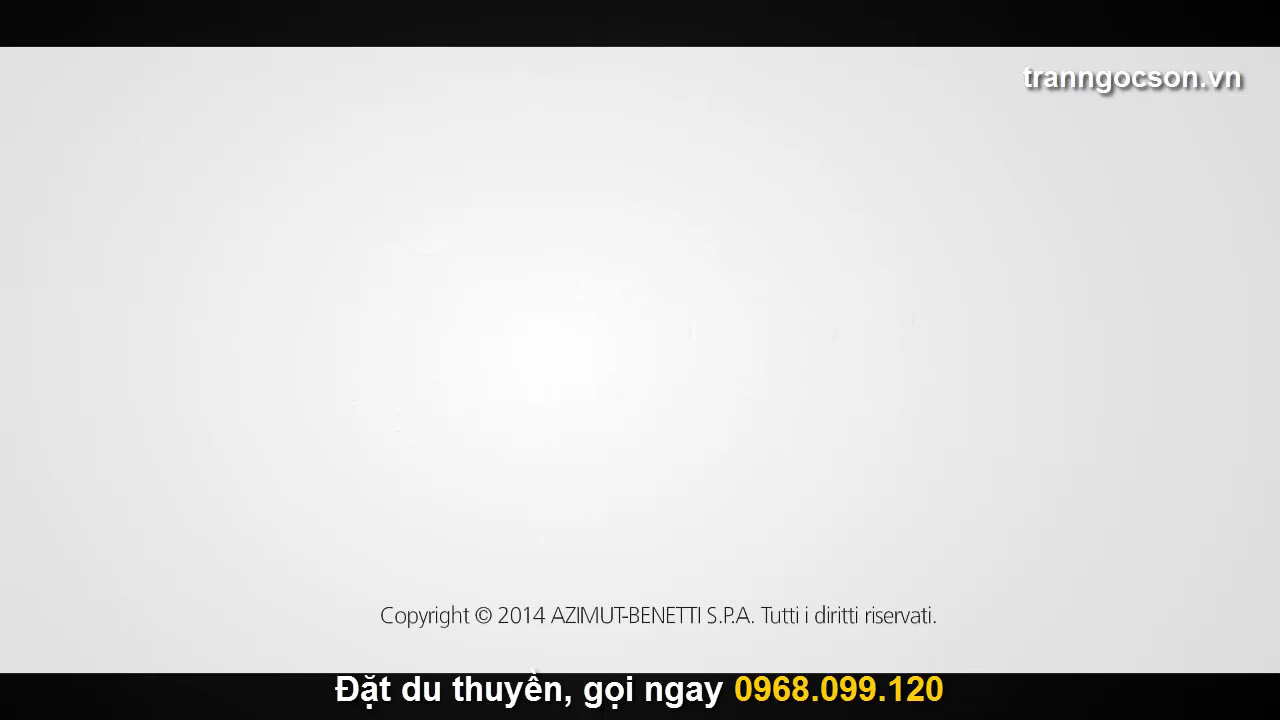 tranngocson.vn
Copyright © 2014 AZIMUT-BENETTI S.P.A. Tutti i diritti riservati.
Đặt du thuyền, gọi ngay 0968.099.120